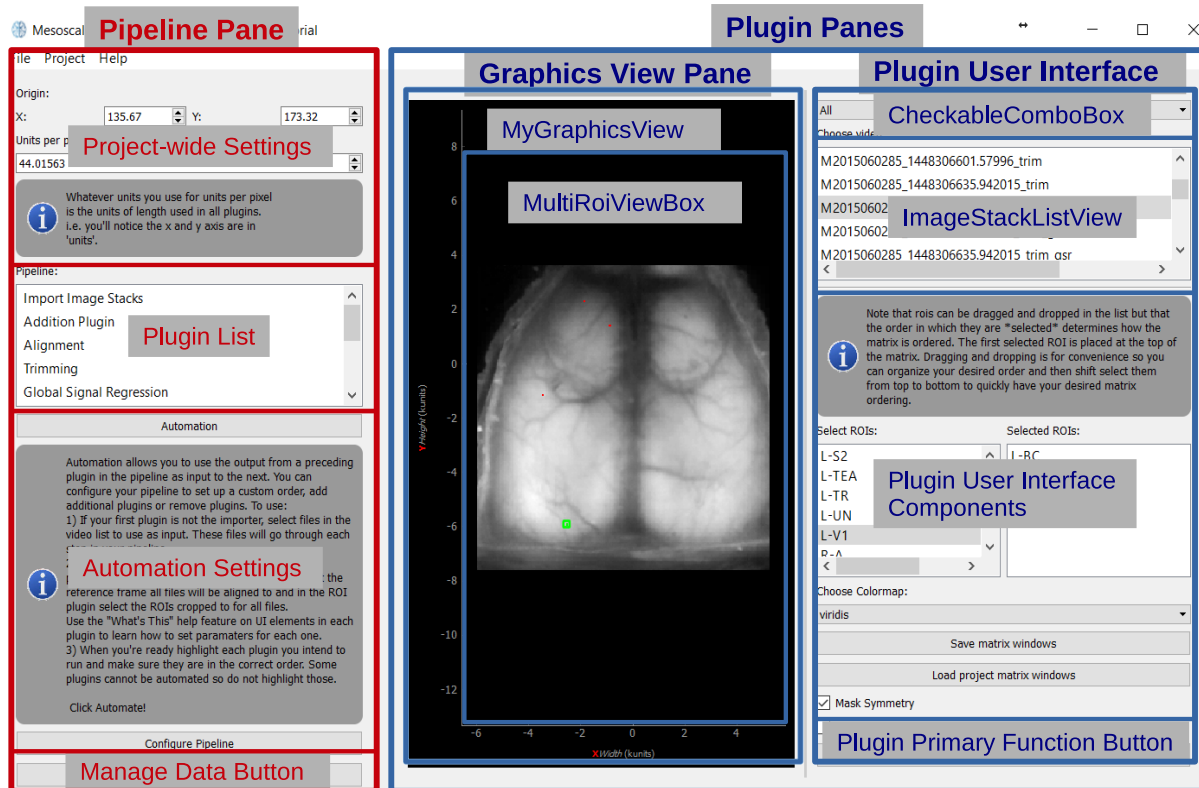 Pipeline Pane
Plugin Panes
Mesoscal
orial
File Project Help
Graphics View Pane
Plugin User Interface
Origin:
X: 135.67 Y: 173.32
Units per p
Project-wide Settings
44.01563
Whatever units you use for units per pixel
is the units of length used in all plugins.
i.e. you'll notice the x and y axis are in
'units'.
Pipeline:
Import Image Stacks
Addition Plugin
Plugin List
Alignment
Trimming
Global Signal Regression
Automation
Automation allows you to use the output from a preceding
plugin in the pipeline as input to the next. You can
configure your pipeline to set up a custom order, add
additional plugins or remove plugins. To use:
1) If your first plugin is not the importer, select files in the
video list to use as input. These files will go through each
Automation Settings
the
reference frame all files will be aligned to and in the ROI
plugin select the ROIs cropped to for all files.
Use the "What's This" help feature on UI elements in each
plugin to learn how to set paramaters for each one.
3) When you're ready highlight each plugin you intend to
run and make sure they are in the correct order. Some
plugins cannot be automated so do not highlight those.
Click Automate!
Configure Pipeline
Manage Data Button
MyGraphicsView
MultiRoiViewBox
8
6
4
2
0
-2
-4
-6
-8
-10
-12
Y Height (kunits)
-6 -4 -2 0 2 4
X Width (kunits)
All
CheckableComboBox
Choose vide
M2015060285_1448306601.57996_trim
M2015060285_1448306635.942015_trim
M20150602
ImageStackListView
M20150602
M2015060285_1448306635.942015_trim_gsr
Note that rois can be dragged and dropped in the list but that
the order in which they are *selected* determines how the
matrix is ordered. The first selected ROI is placed at the top of
the matrix. Dragging and dropping is for convenience so you
can organize your desired order and then shift select them
from top to bottom to quickly have your desired matrix
ordering.
Select ROIs: Selected ROIs:
L-S2
L-TEA
L-TR
L-UN
L-V1
R-A
L-BC
Plugin User Interface
Components
Choose Colormap:
viridis
Save matrix windows
Load project matrix windows
Mask Symmetry
Plugin Primary Function Button